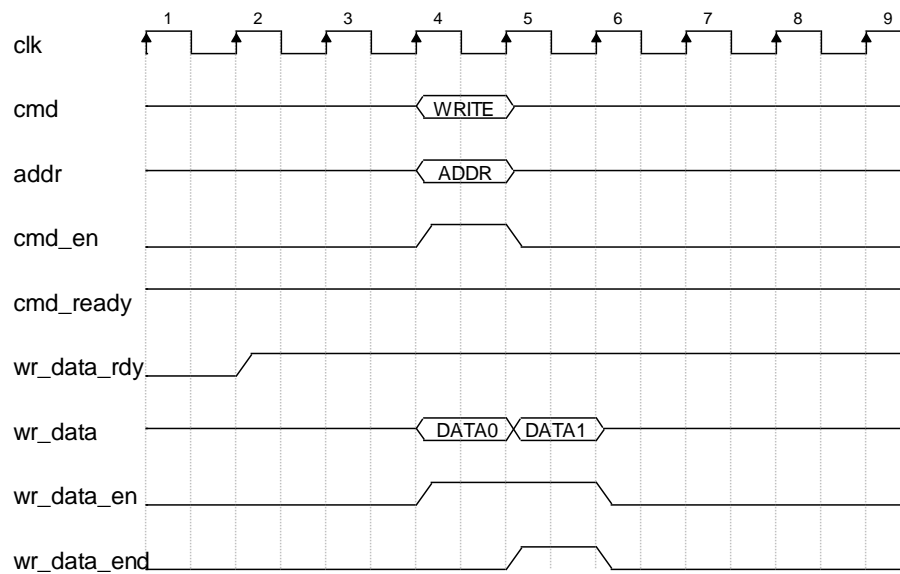 1 2 3 4 5 6 7 8 9
clk
cmd WRITE
addr ADDR
cmd_en
cmd_ready
wr_data_rdy
wr_data DATA0 DATA1
wr_data_en
wr_data_end